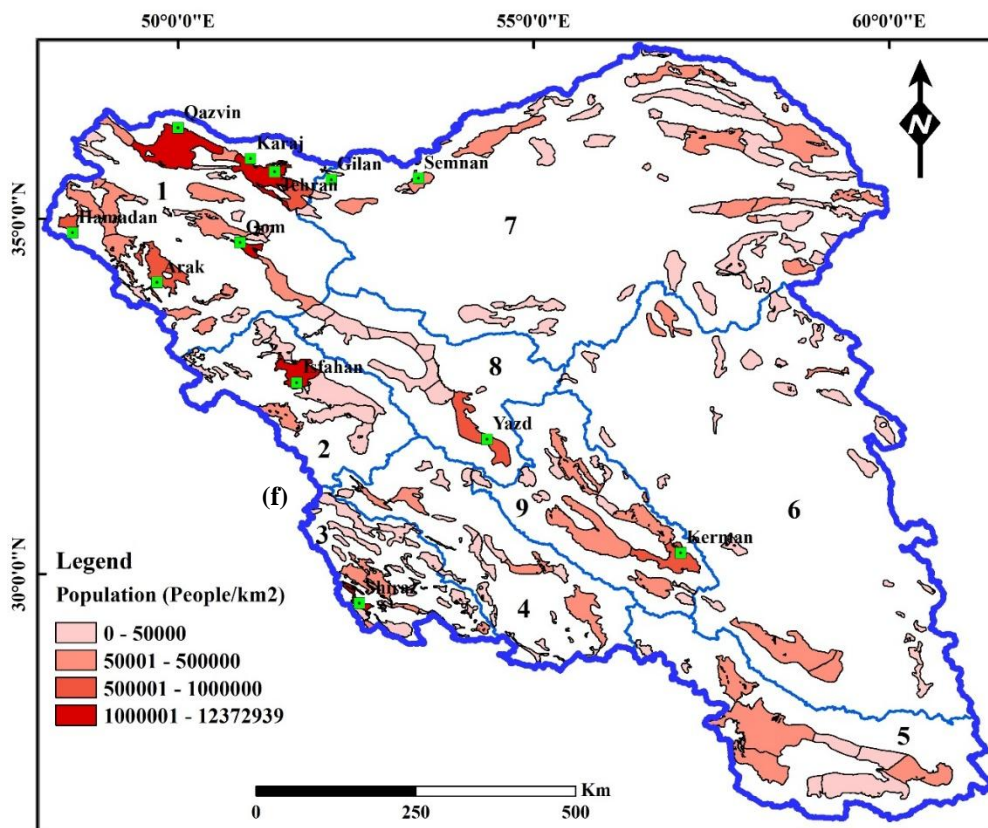 50°0'0"E
55°0'0"E
60°0'0"E
N
Qazvin
Karaj
Gilan
Semnan
Tehran
35°0'0"N
1
Hamadan
Qom
7
Arak
8
Isfahan
Yazd
2
(f)
9
6
3
Kerman
30°0'0"N
Shiraz
4
5
Legend
Population (People/km2)
0 - 50000
50001 - 500000
500001 - 1000000
1000001 - 12372939
Km
0
250
500